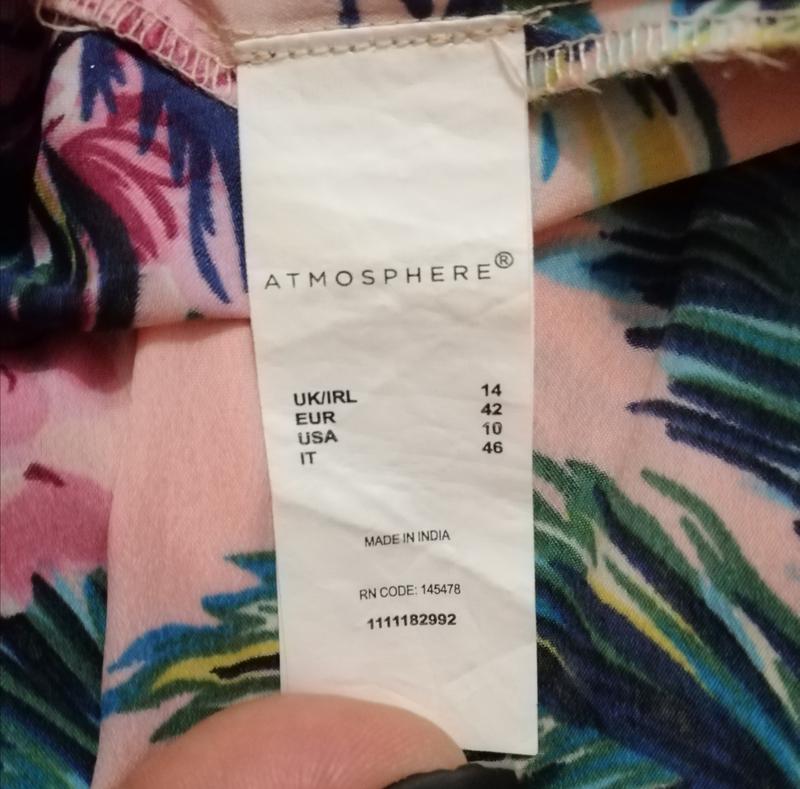 ATMOSPHERE®
UK/IRL 14
EUR 42
USA 10
IT 46
MADE IN INDIA
RN CODE: 145478
1111182992